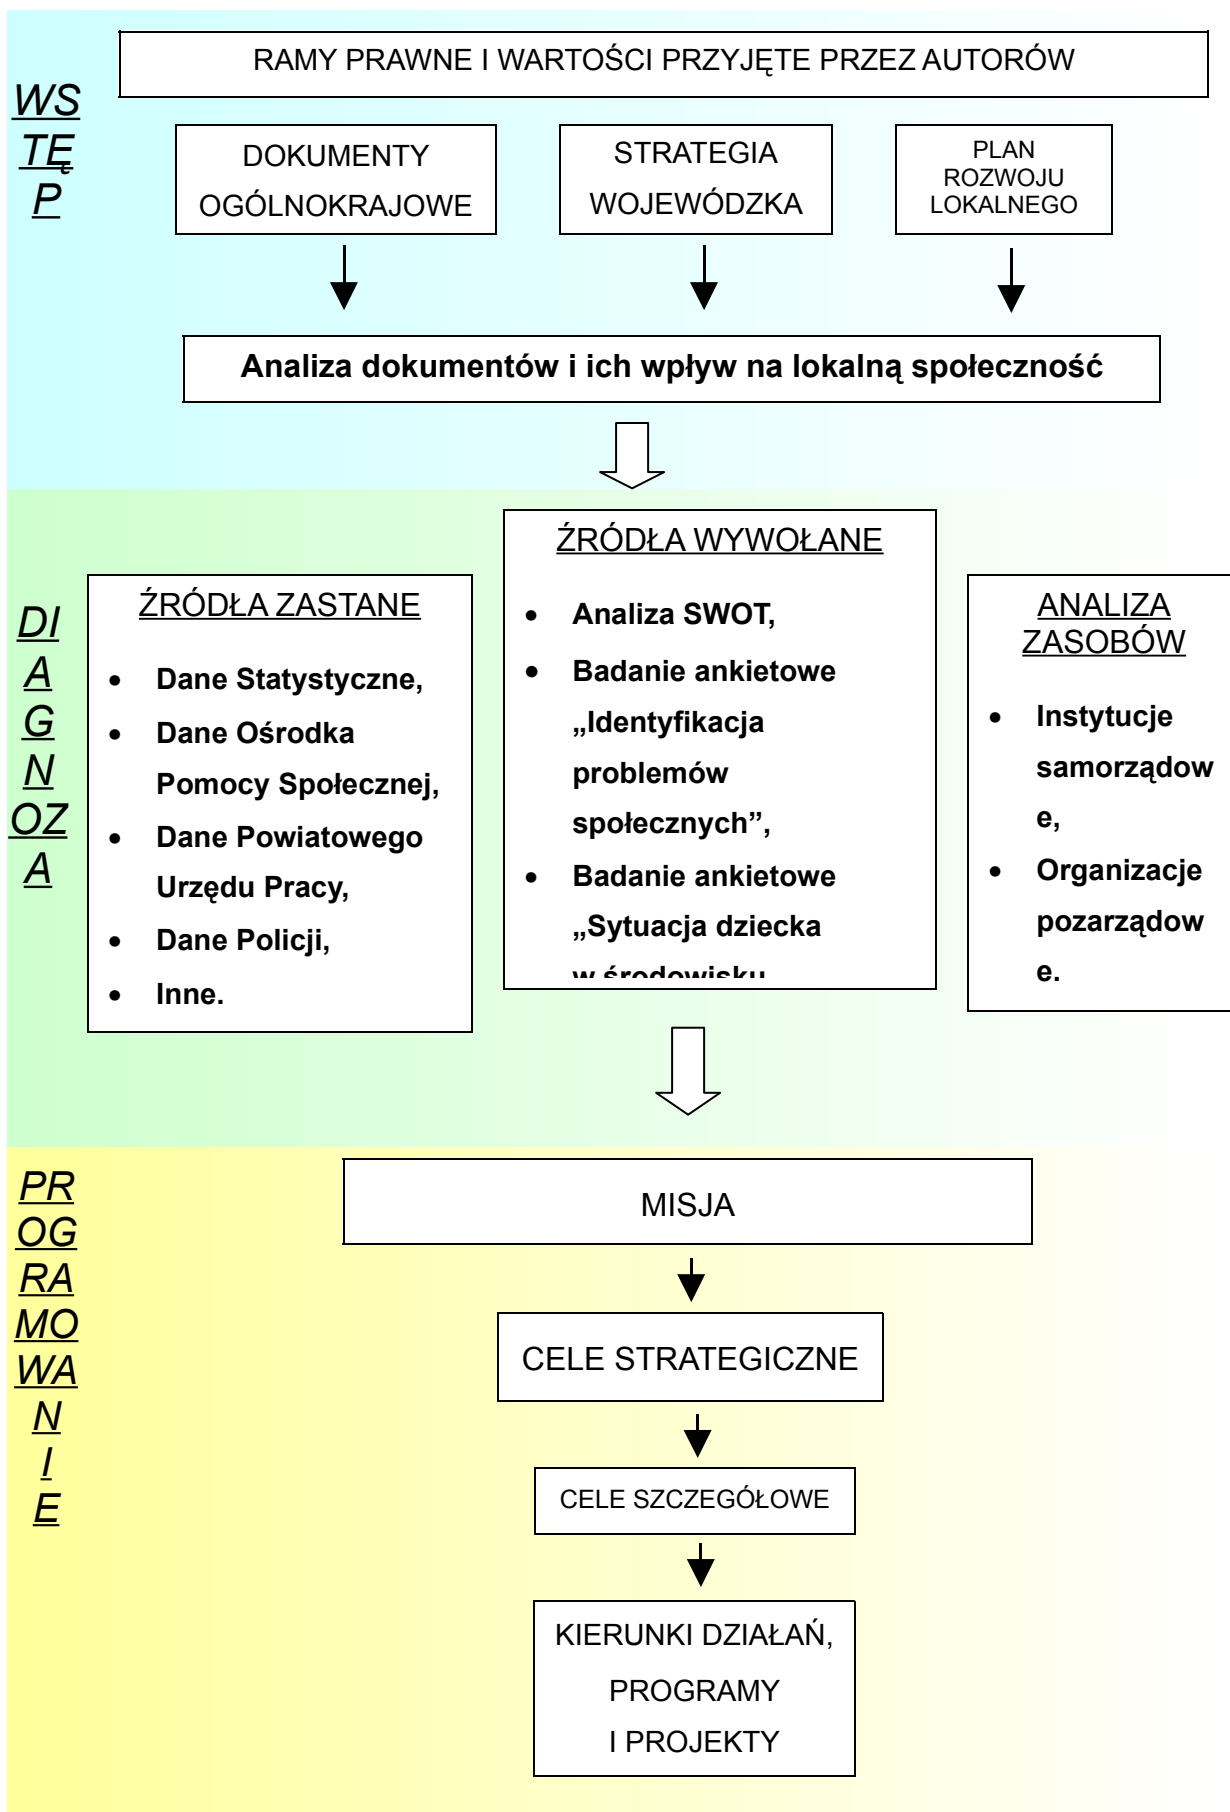 WS
TĘ
P
RAMY PRAWNE I WARTOŚCI PRZYJĘTE PRZEZ AUTORÓW
DOKUMENTY
OGÓLNOKRAJOWE
STRATEGIA
WOJEWÓDZKA
PLAN
ROZWOJU
LOKALNEGO
Analiza dokumentów i ich wpływ na lokalną społeczność
DI
A
G
N
OZ
A
ŹRÓDŁA ZASTANE
• Dane Statystyczne,
• Dane Ośrodka
Pomocy Społecznej,
• Dane Powiatowego
Urzędu Pracy,
• Dane Policji,
• Inne.
ŹRÓDŁA WYWOŁANE
• Analiza SWOT,
• Badanie ankietowe
„Identyfikacja
problemów
społecznych”,
• Badanie ankietowe
„Sytuacja dziecka
w środowisku
ANALIZA
ZASOBÓW
• Instytucje
samorządow
e,
• Organizacje
pozarządow
e.
PR
OG
RA
MO
WA
N
I
E
MISJA
CELE STRATEGICZNE
CELE SZCZEGÓŁOWE
KIERUNKI DZIAŁAŃ,
PROGRAMY
I PROJEKTY